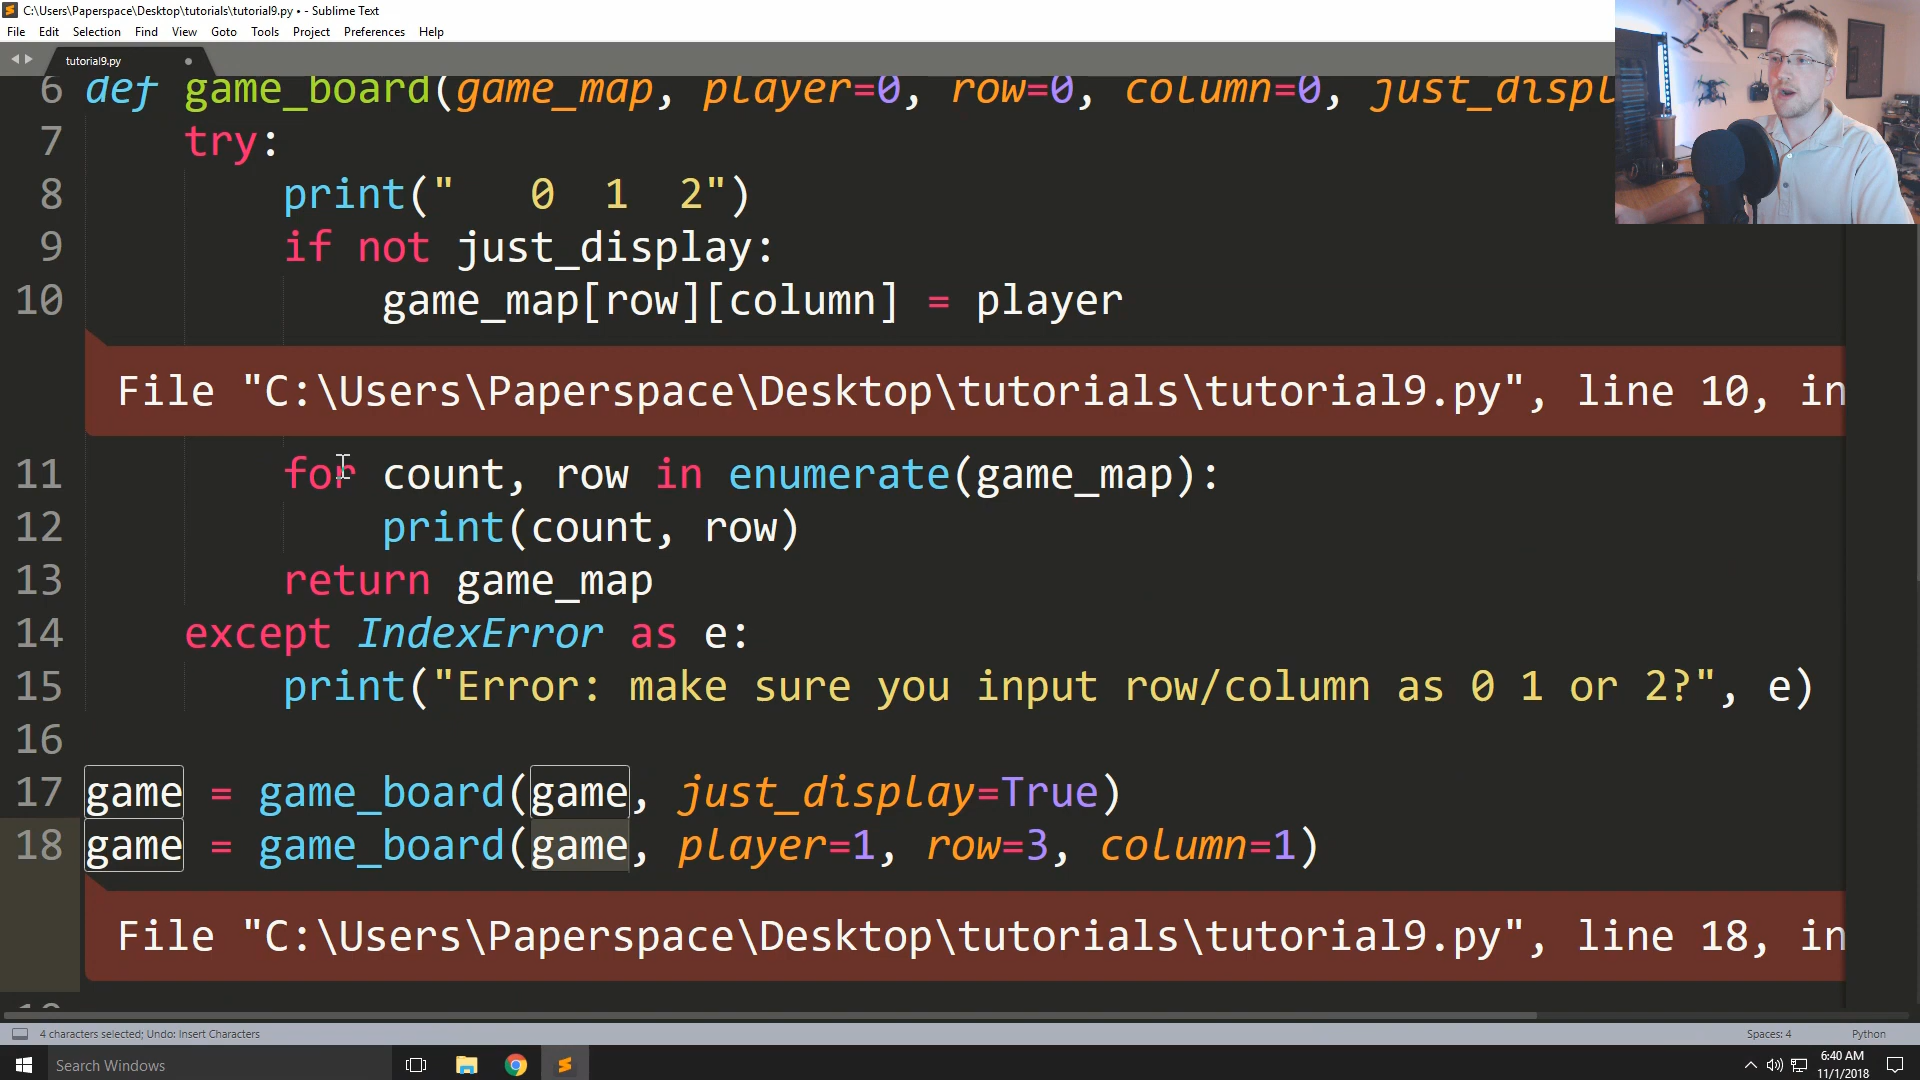 C:\Users\Paperspace\Desktop\tutorials\tutorial9.py • - Sublime Text
File Edit Selection Find View Goto Tools Project Preferences Help
tutorial9.py
6 def game_board(game_map, player=0, row=0, column=0, just_displ
7 try:
8 print("   0  1  2")
9 if not just_display:
10 game_map[row][column] = player
File "C:\Users\Paperspace\Desktop\tutorials\tutorial9.py", line 10, in
11 for count, row in enumerate(game_map):
12 print(count, row)
13 return game_map
14 except IndexError as e:
15 print("Error: make sure you input row/column as 0 1 or 2?", e)
16
17 game = game_board(game, just_display=True)
18 game = game_board(game, player=1, row=3, column=1)
File "C:\Users\Paperspace\Desktop\tutorials\tutorial9.py", line 18, in
4 characters selected; Undo: Insert Characters Spaces: 4 Python
Search Windows 6:40 AM
11/1/2018